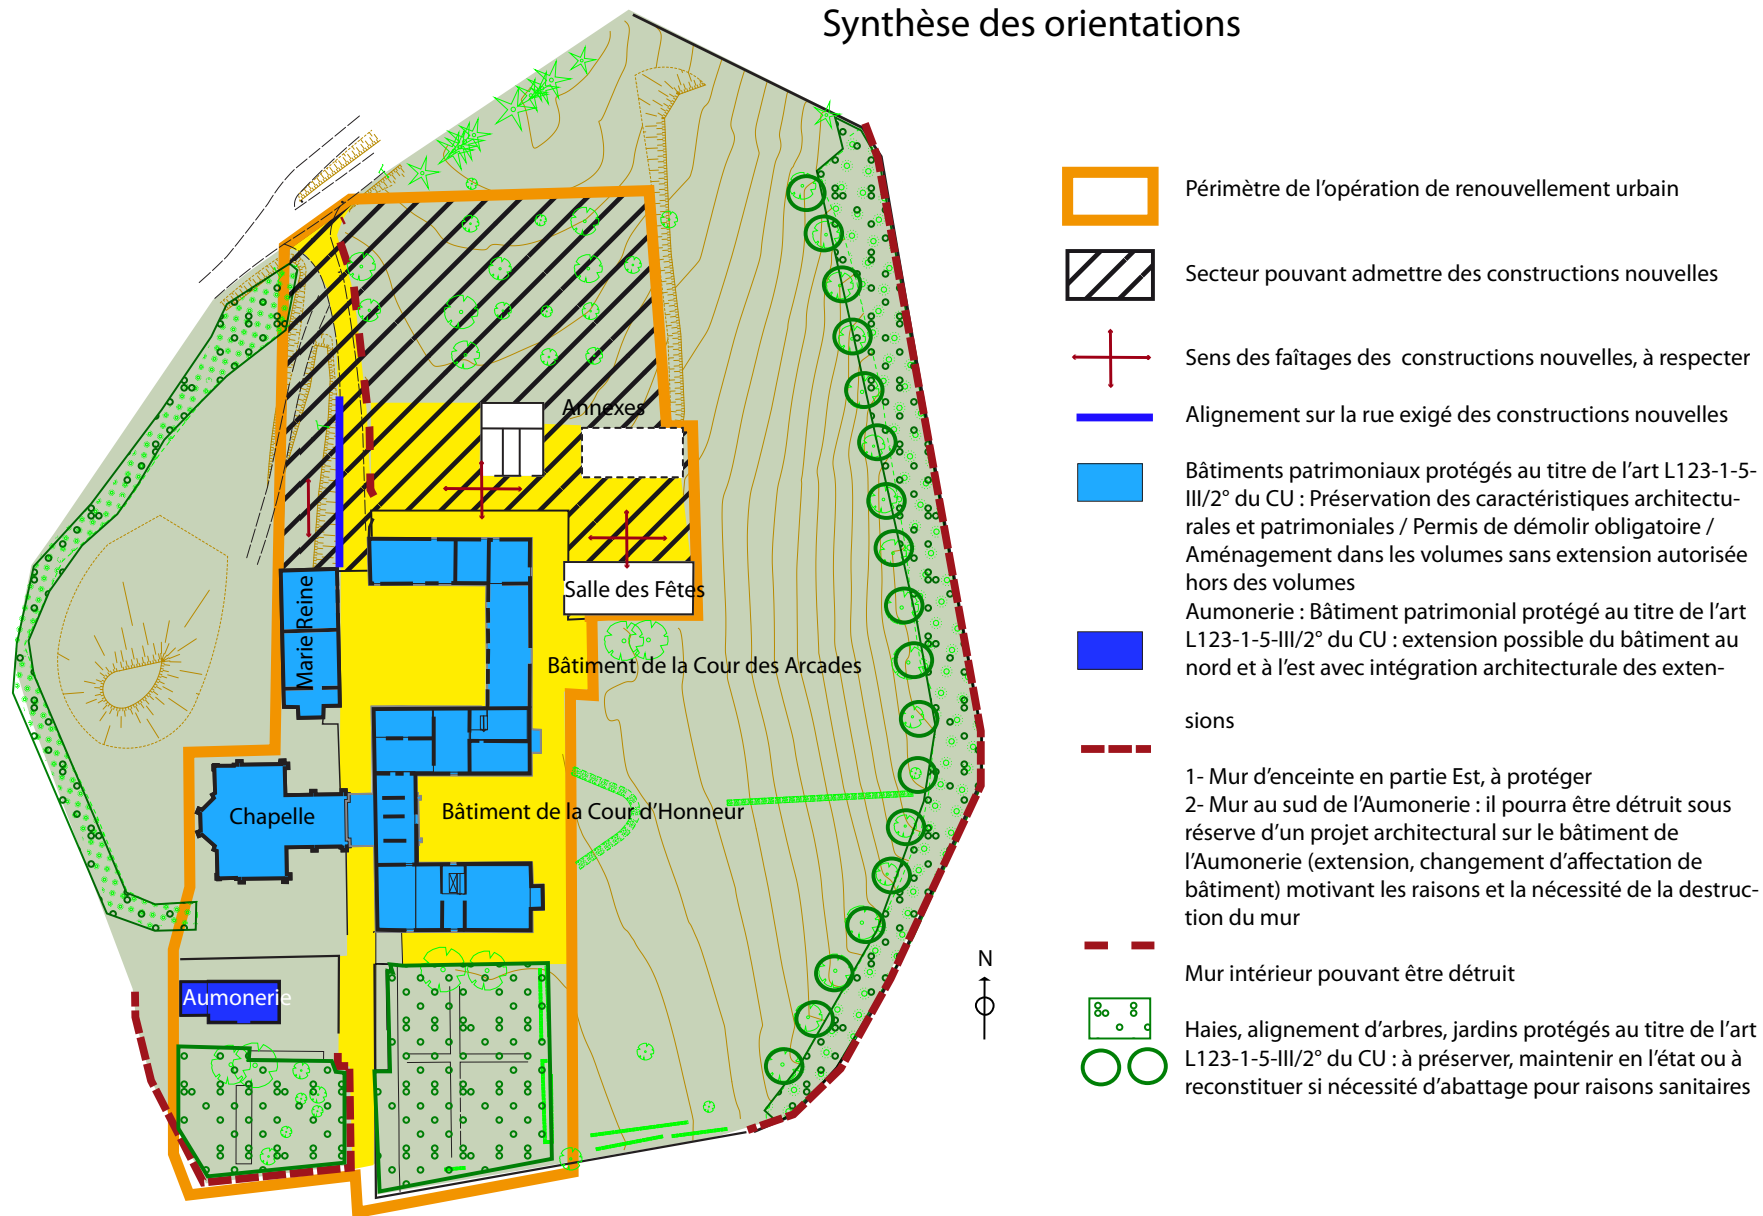 Synthèse des orientations
Périmètre de l’opération de renouvellement urbain
Secteur pouvant admettre des constructions nouvelles
Sens des faîtages des  constructions nouvelles, à respecter
Alignement sur la rue exigé des constructions nouvelles
Bâtiments patrimoniaux protégés au titre de l’art L123-1-5-
III/2° du CU : Préservation des caractéristiques architectu-
rales et patrimoniales / Permis de démolir obligatoire /
Aménagement dans les volumes sans extension autorisée
hors des volumes
Aumonerie : Bâtiment patrimonial protégé au titre de l’art
L123-1-5-III/2° du CU : extension possible du bâtiment au
nord et à l’est avec intégration architecturale des exten-
sions
1- Mur d’enceinte en partie Est, à protéger
2- Mur au sud de l’Aumonerie : il pourra être détruit sous
réserve d’un projet architectural sur le bâtiment de
l’Aumonerie (extension, changement d’affectation de
bâtiment) motivant les raisons et la nécessité de la destruc-
tion du mur
Mur intérieur pouvant être détruit
Haies, alignement d’arbres, jardins protégés au titre de l’art
L123-1-5-III/2° du CU : à préserver, maintenir en l’état ou à
reconstituer si nécessité d’abattage pour raisons sanitaires
Annexes
Salle des Fêtes
Marie Reine
Bâtiment de la Cour des Arcades
Chapelle
Bâtiment de la Cour d’Honneur
Aumonerie
N